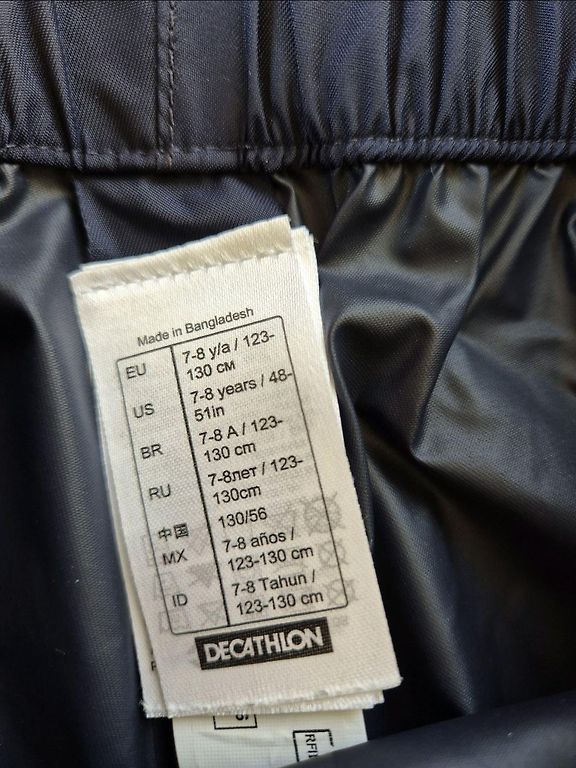 Made in Bangladesh
EU 7-8 y/a / 123-
130 см
US 7-8 years / 48-
51in
BR 7-8 A / 123-
130 cm
RU 7-8лет / 123-
130cm
中国 130/56
MX 7-8 años /
123-130 cm
ID 7-8 Tahun /
123-130 cm
DECATHLON